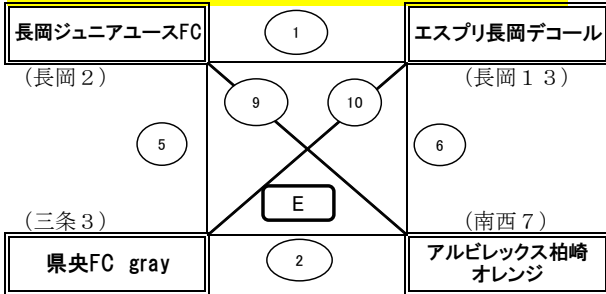 長岡ジュニアユースFC
1
エスプリ長岡デコール
(長岡2)
(長岡13)
9
10
5
6
E
(三条3)
(南西7)
県央FC gray
2
アルビレックス柏崎
オレンジ